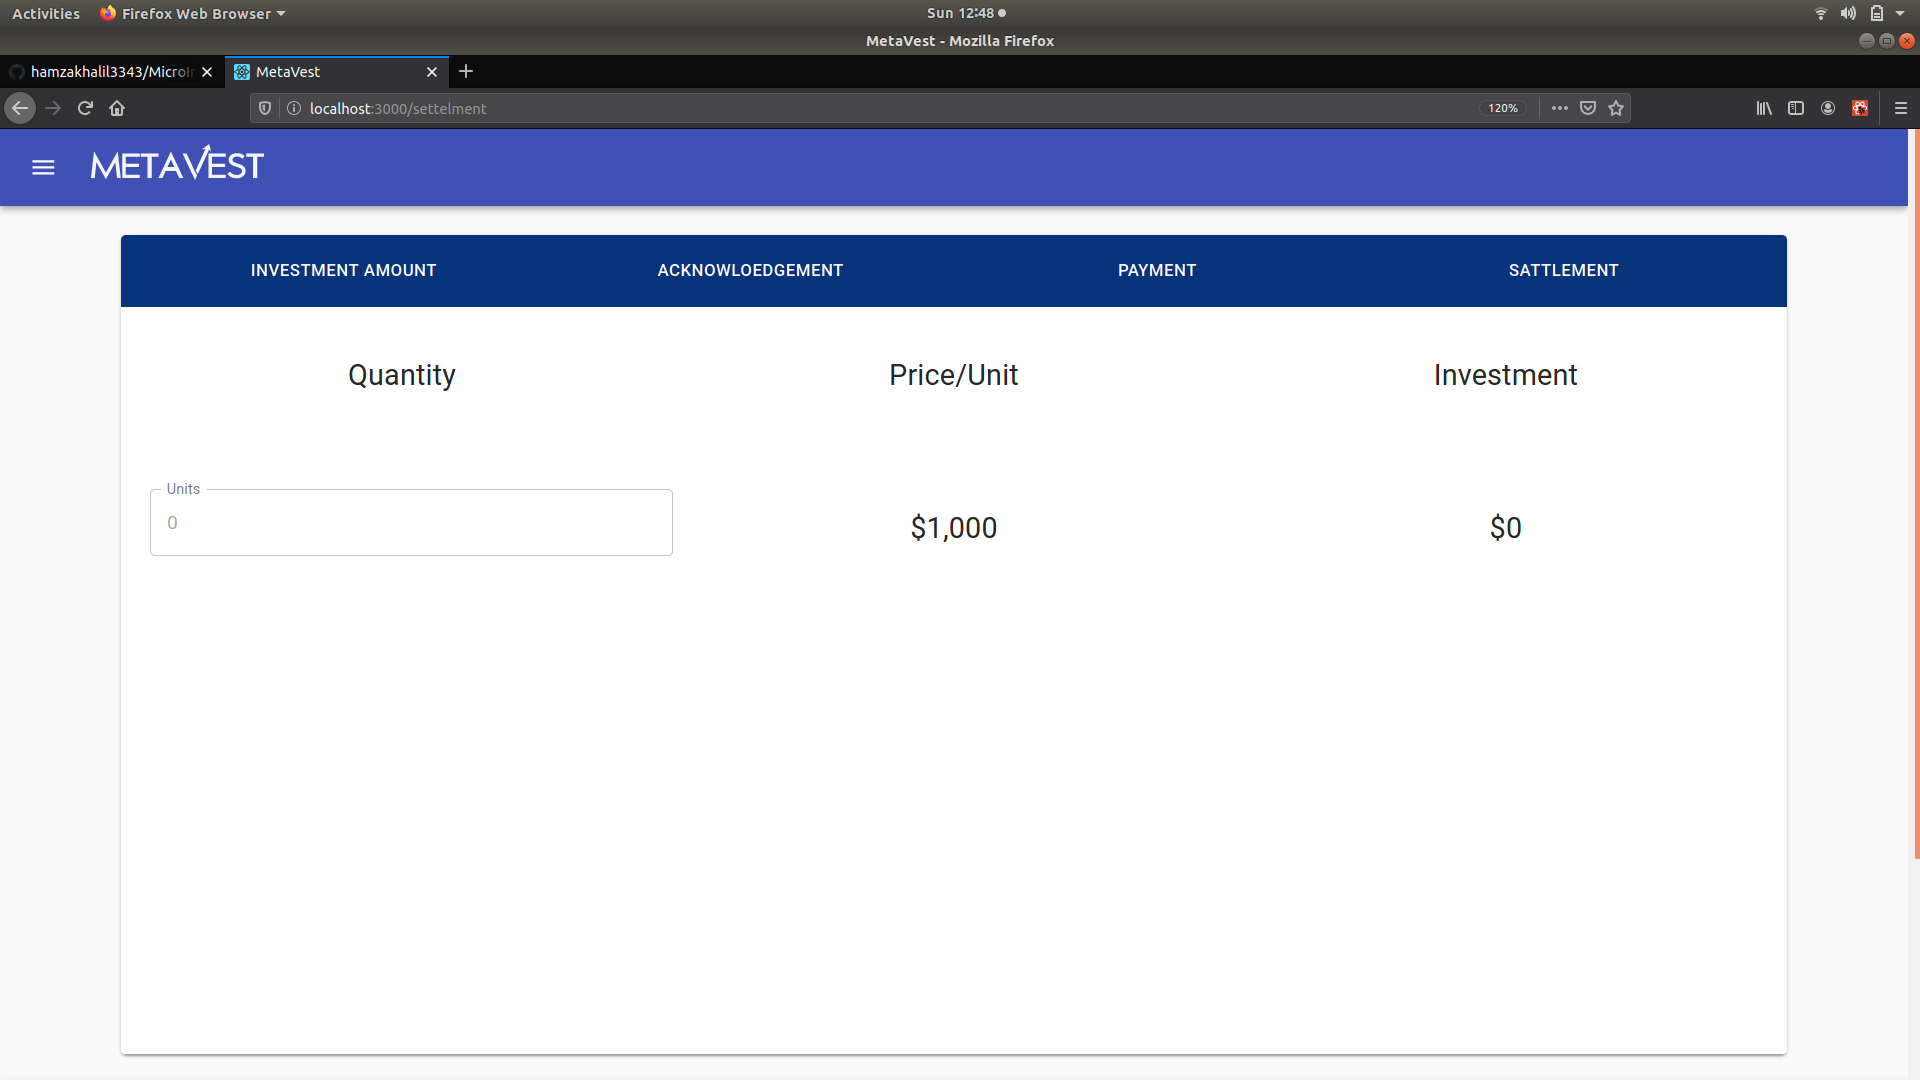 Activities Firefox Web Browser Sun 12:48
MetaVest - Mozilla Firefox
hamzakhalil3343/MicroIn MetaVest
localhost:3000/settelment 120%
METAVEST
INVESTMENT AMOUNT ACKNOWLOEDGEMENT PAYMENT SATTLEMENT
Quantity Price/Unit Investment
Units
0 $1,000 $0